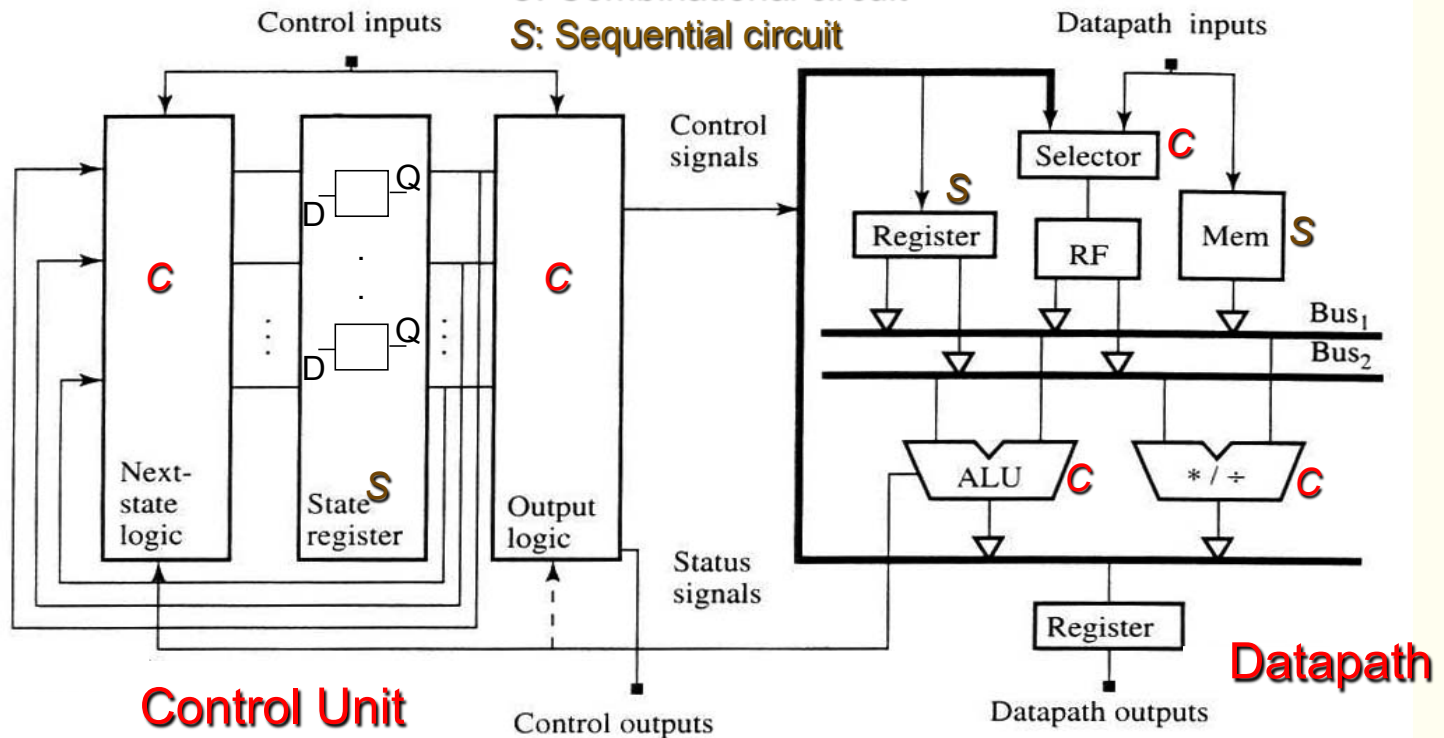 S: Sequential circuit
Control inputs
Datapath inputs
Control
signals
Selector
C
S
Register
RF
Mem
S
Bus1
Bus2
D
Q
C
C
D
Q
ALU
C
* / ÷
C
Next-
state
logic
S
State
register
Output
logic
Status
signals
Register
Control Unit
Datapath
Control outputs
Datapath outputs